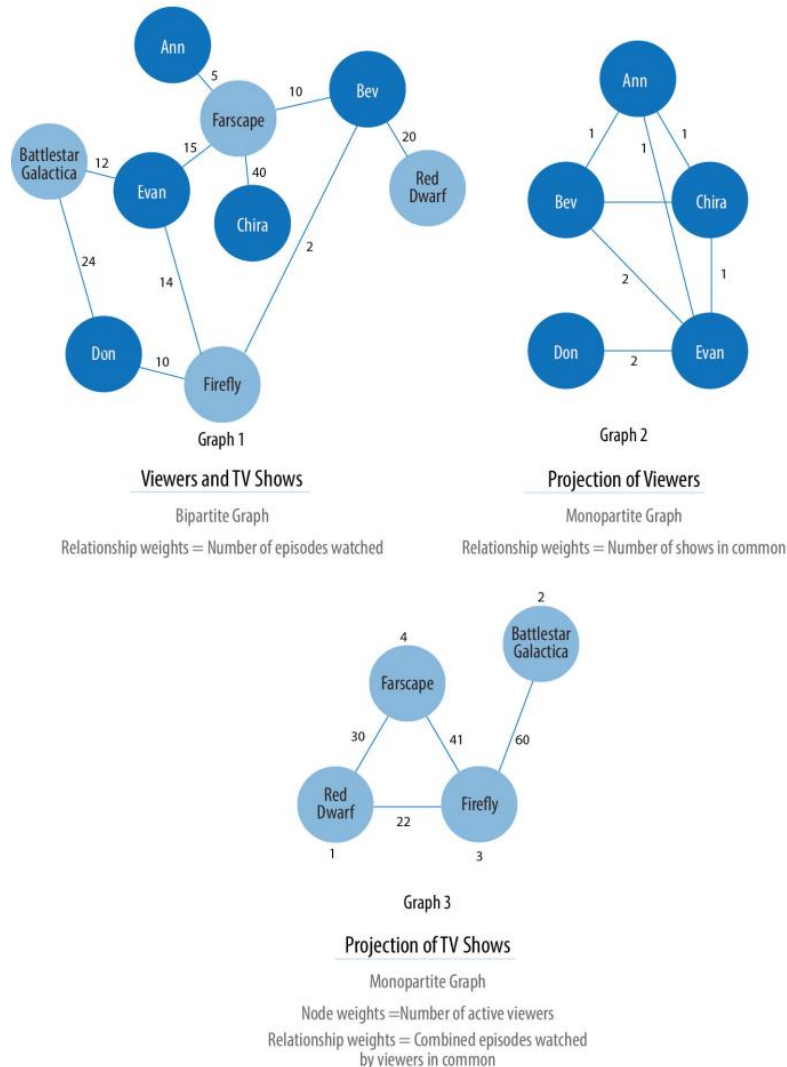 Ann
5
10
Bev
Farscape
20
Battlestar
Galactica
12
15
40
Evan
Red
Dwarf
Chira
2
24
14
Don
10
Firefly
Graph 1
Viewers and TV Shows
Bipartite Graph
Relationship weights = Number of episodes watched
Ann
1
1
1
Bev
Chira
2
1
Don
2
Evan
Graph 2
Projection of Viewers
Monopartite Graph
Relationship weights = Number of shows in common
2
Battlestar
Galactica
4
Farscape
30
41
60
Red
Dwarf
22
Firefly
1
3
Graph 3
Projection of TV Shows
Monopartite Graph
Node weights =Number of active viewers
Relationship weights = Combined episodes watched
by viewers in common